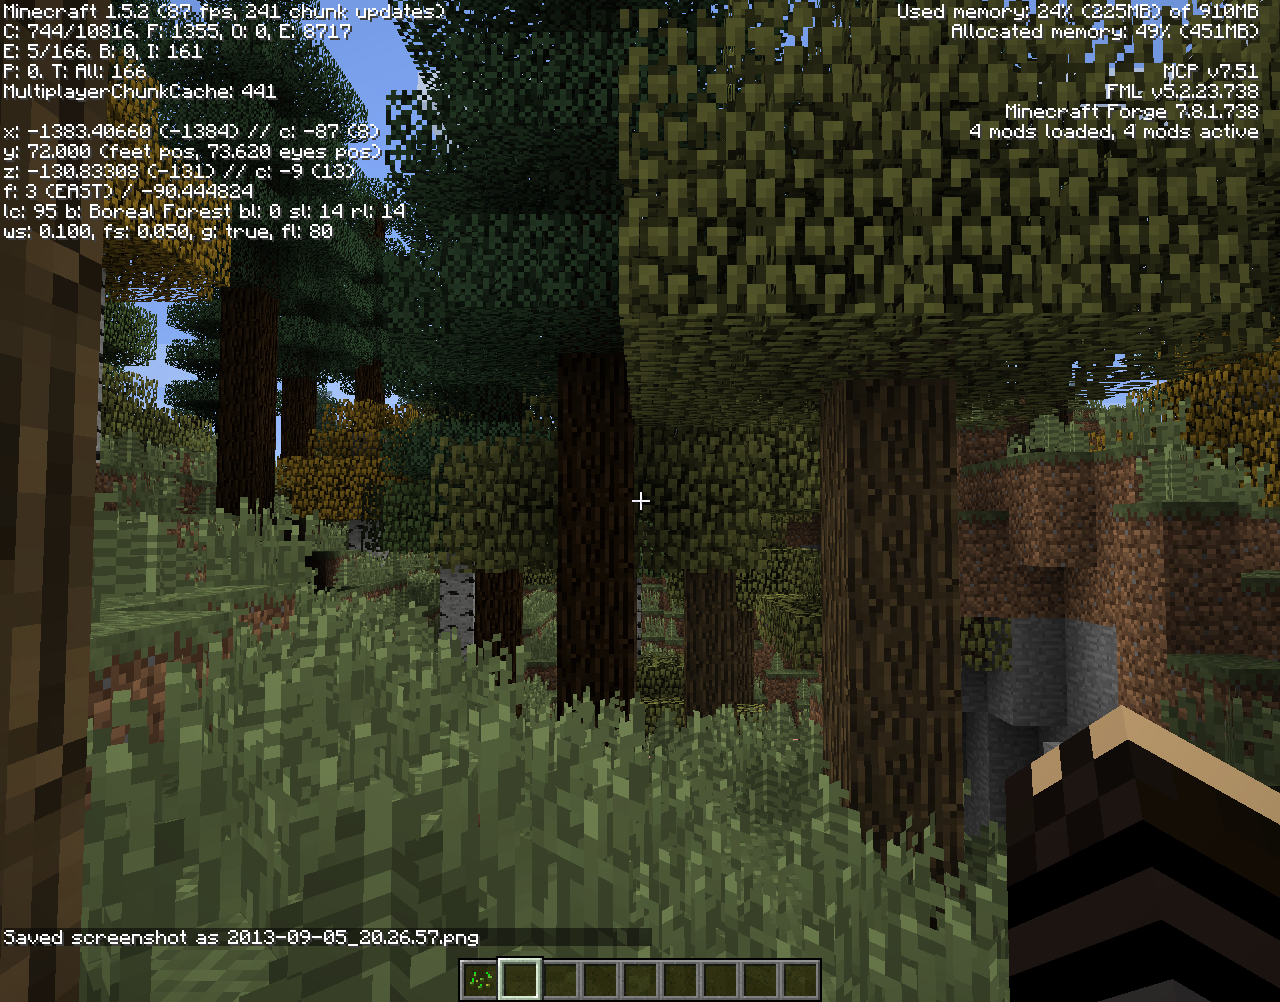 Minecraft 1.5.2 (87 fps, 241 chunk updates)
C: 744/10816. F: 1355, O: 0, E: 8717
E: 5/166. B: 0, I: 161
P: 0. T: All: 166
MultiplayerChunkCache: 441
x: -1383.40660 (-1384) // c: -87 (8)
y: 72.000 (feet pos, 73.620 eyes pos)
z: -130.83308 (-131) // c: -9 (13)
f: 3 (EAST) / -90.444824
lc: 95 b: Boreal Forest bl: 0 sl: 14 rl: 14
ws: 0.100, fs: 0.050, g: true, fl: 80
Used memory: 24% (225MB) of 910MB
Allocated memory: 49% (451MB)
MCP v7.51
FML v5.2.23.738
Minecraft Forge 7.8.1.738
4 mods loaded, 4 mods active
Saved screenshot as 2013-09-05_20.26.57.png